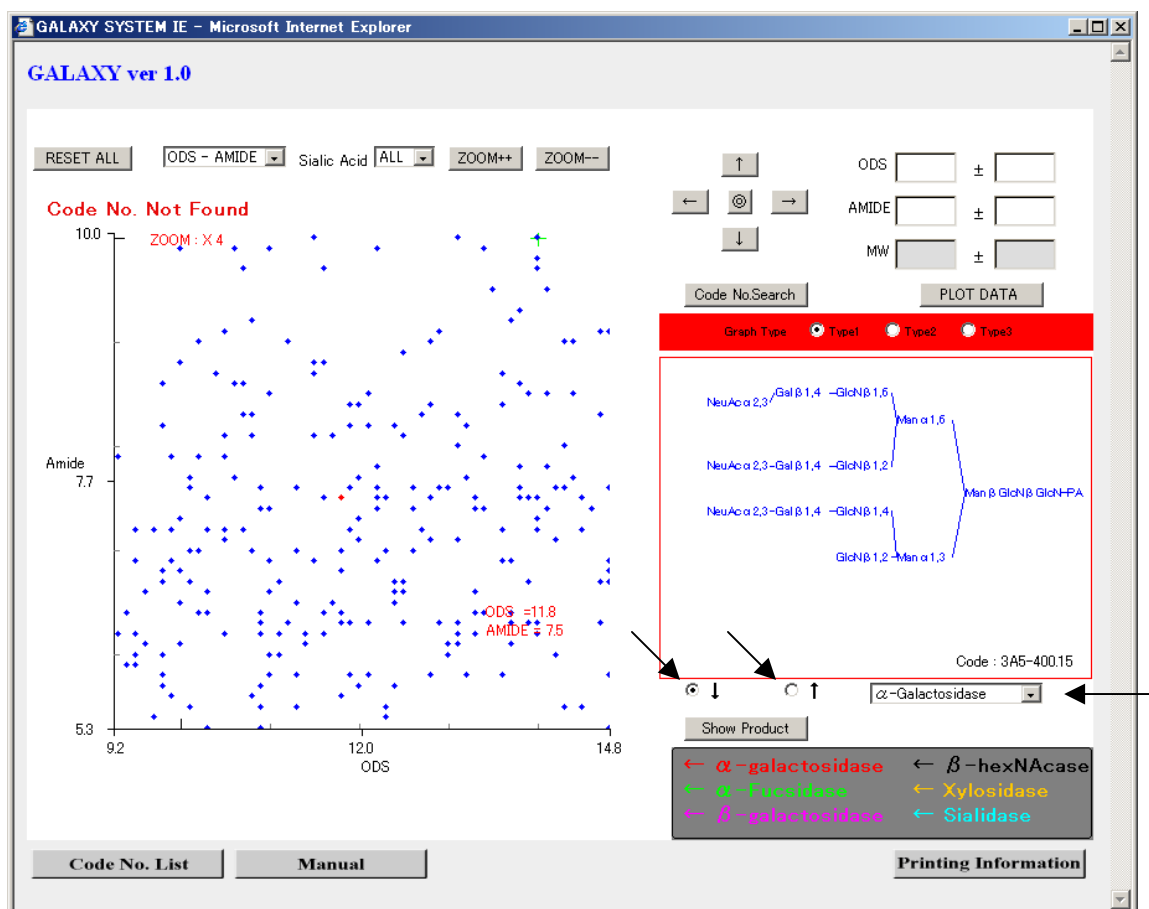 GALAXY SYSTEM IE - Microsoft Internet Explorer
GALAXY ver 1.0
RESET ALL ODS - AMIDE Sialic Acid ALL ZOOM++ ZOOM--
↑
← ◎ →
↓
ODS ±
AMIDE ±
MW ±
Code No. Not Found
ZOOM : X 4
Code No.Search PLOT DATA
Graph Type Type1 Type2 Type3
10.0
Amide
7.7
5.3
9.2 12.0 14.8
ODS
ODS =11.8
AMIDE = 7.5
NeuAcα2,3 Galβ1,4 -GlcNβ1,6
Manα1,6
NeuAcα2,3-Galβ1,4 -GlcNβ1,2
Manβ GlcNβ GlcN-PA
NeuAcα2,3-Galβ1,4 -GlcNβ1,4
GlcNβ1,2 -Manα1,3
Code : 3A5-400.15
↓ ↑ α-Galactosidase
Show Product
← α-galactosidase ← β-hexNAcase
← α-Fucsidase ← Xylosidase
← β-galactosidase ← Sialidase
Code No. List Manual Printing Information